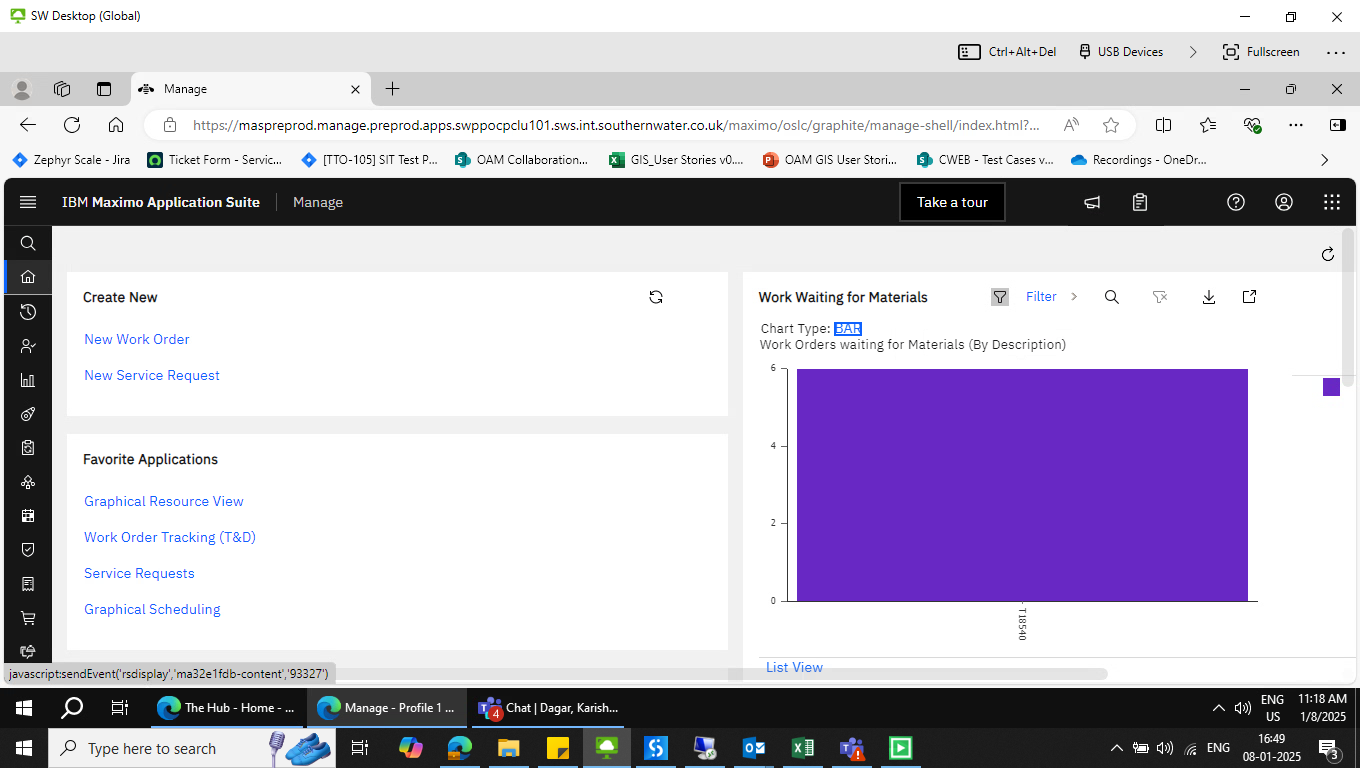 SW Desktop (Global)
Ctrl+Alt+Del
USB Devices
Fullscreen
Manage
https://maspreprod.manage.preprod.apps.swppocpclu101.sws.int.southernwater.co.uk/maximo/oslc/graphite/manage-shell/index.html?...
Zephyr Scale - Jira
Ticket Form - Servic...
[TTO-105] SIT Test P...
OAM Collaboration...
GIS_User Stories v0....
OAM GIS User Stori...
CWEB - Test Cases v...
Recordings - OneDr...
IBM Maximo Application Suite
Manage
Take a tour
Create New
New Work Order
New Service Request
Favorite Applications
Graphical Resource View
Work Order Tracking (T&D)
Service Requests
Graphical Scheduling
Work Waiting for Materials
Filter
Chart Type: BAR
Work Orders waiting for Materials (By Description)
6
4
2
0
T18540
List View
javascript:sendEvent('rsdisplay','ma32e1fdb-content','93327')
The Hub - Home - ...
Manage - Profile 1 ...
4
Chat | Dagar, Karish...
ENG
US
11:18 AM
1/8/2025
Type here to search
ENG
16:49
08-01-2025
3